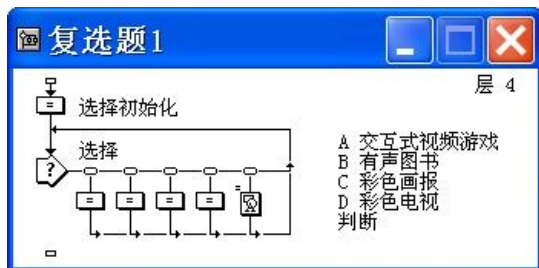 复选题1
层 4
选择初始化
选择
A 交互式视频游戏
B 有声图书
C 彩色画报
D 彩色电视
判断